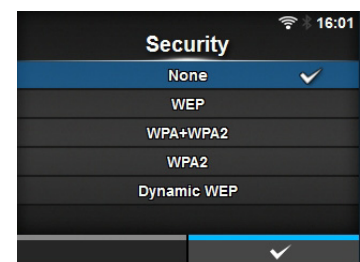 16:01
Security
None
WEP
WPA+WPA2
WPA2
Dynamic WEP